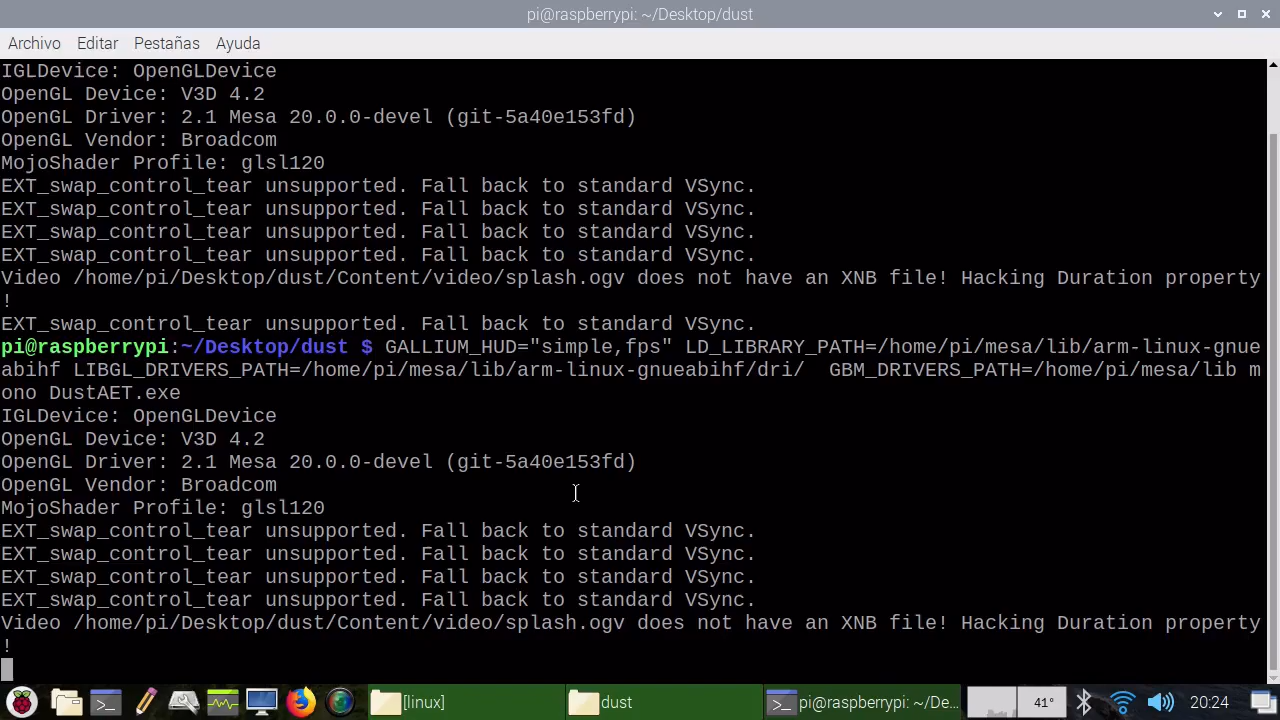 pi@raspberrypi: ~/Desktop/dust
Archivo Editar Pestañas Ayuda
IGLDevice: OpenGLDevice
OpenGL Device: V3D 4.2
OpenGL Driver: 2.1 Mesa 20.0.0-devel (git-5a40e153fd)
OpenGL Vendor: Broadcom
MojoShader Profile: glsl120
EXT_swap_control_tear unsupported. Fall back to standard VSync.
EXT_swap_control_tear unsupported. Fall back to standard VSync.
EXT_swap_control_tear unsupported. Fall back to standard VSync.
EXT_swap_control_tear unsupported. Fall back to standard VSync.
Video /home/pi/Desktop/dust/Content/video/splash.ogv does not have an XNB file! Hacking Duration property
!
EXT_swap_control_tear unsupported. Fall back to standard VSync.
pi@raspberrypi:~/Desktop/dust $ GALLIUM_HUD="simple,fps" LD_LIBRARY_PATH=/home/pi/mesa/lib/arm-linux-gnue
abihf LIBGL_DRIVERS_PATH=/home/pi/mesa/lib/arm-linux-gnueabihf/dri/  GBM_DRIVERS_PATH=/home/pi/mesa/lib m
ono DustAET.exe
IGLDevice: OpenGLDevice
OpenGL Device: V3D 4.2
OpenGL Driver: 2.1 Mesa 20.0.0-devel (git-5a40e153fd)
OpenGL Vendor: Broadcom
MojoShader Profile: glsl120
EXT_swap_control_tear unsupported. Fall back to standard VSync.
EXT_swap_control_tear unsupported. Fall back to standard VSync.
EXT_swap_control_tear unsupported. Fall back to standard VSync.
EXT_swap_control_tear unsupported. Fall back to standard VSync.
Video /home/pi/Desktop/dust/Content/video/splash.ogv does not have an XNB file! Hacking Duration property
!
[linux] dust pi@raspberrypi: ~/De... 41° 20:24